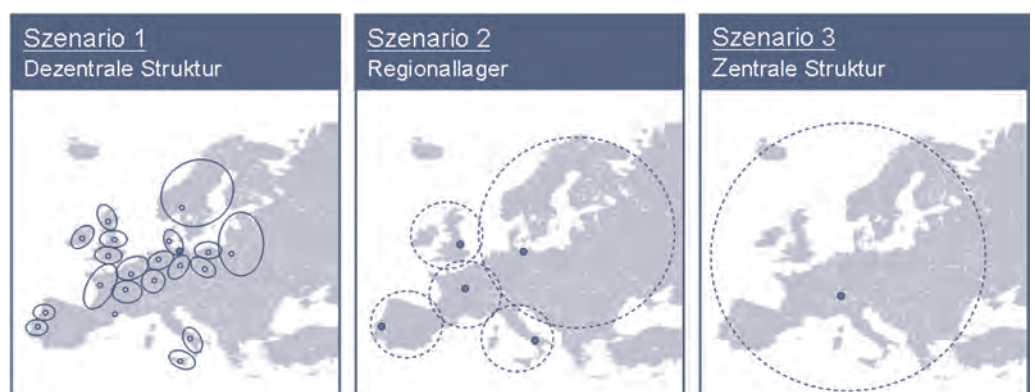 Szenario 1
Dezentrale Struktur
Szenario 2
Regionallager
Szenario 3
Zentrale Struktur